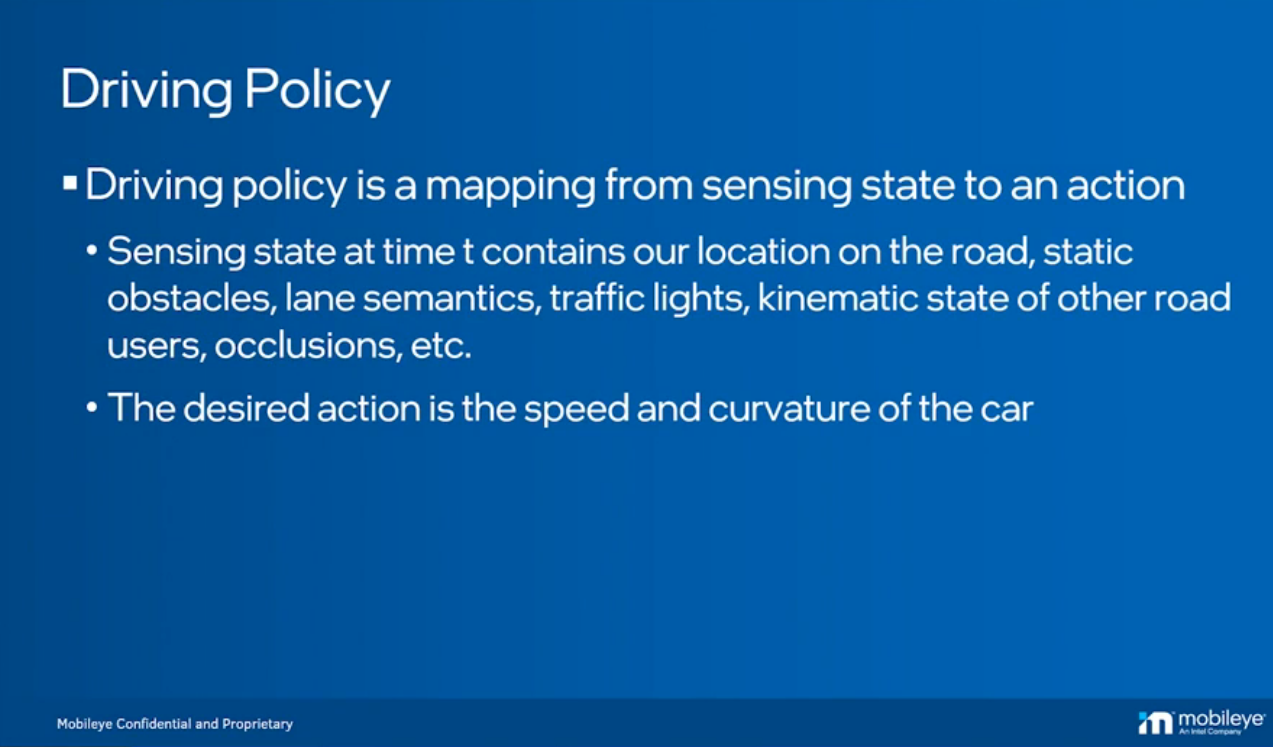 Driving Policy
▪ Driving policy is a mapping from sensing state to an action
• Sensing state at time t contains our location on the road, static
obstacles, lane semantics, traffic lights, kinematic state of other road
users, occlusions, etc.
• The desired action is the speed and curvature of the car
Mobileye Confidential and Proprietary
mobileye
An Intel Company